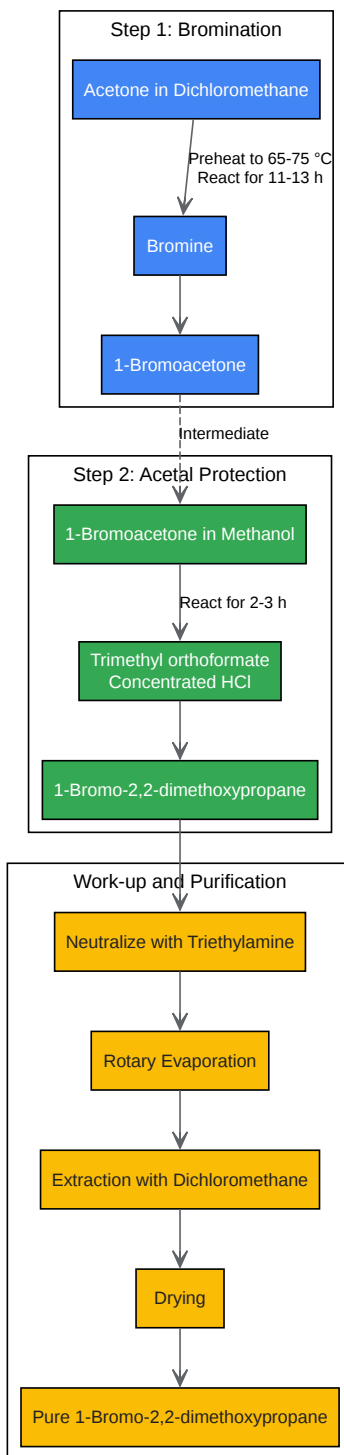 Step 1: Bromination
Acetone in Dichloromethane
Preheat to 65-75 °C
React for 11-13 h
Bromine
1-Bromoacetone
Intermediate
Step 2: Acetal Protection
1-Bromoacetone in Methanol
React for 2-3 h
Trimethyl orthoformate
Concentrated HCl
1-Bromo-2,2-dimethoxypropane
Work-up and Purification
Neutralize with Triethylamine
Rotary Evaporation
Extraction with Dichloromethane
Drying
Pure 1-Bromo-2,2-dimethoxypropane